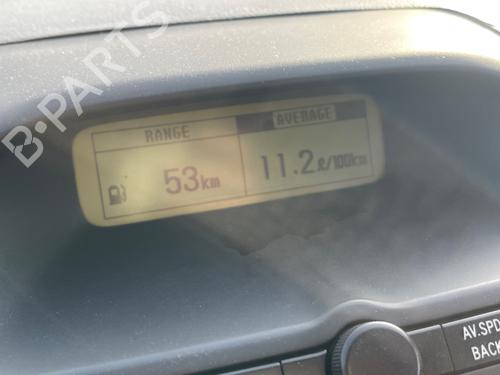 B-PARTS
RANGE
AVERAGE
53km
11.2ℓ/100km
AV.SPD
BACK